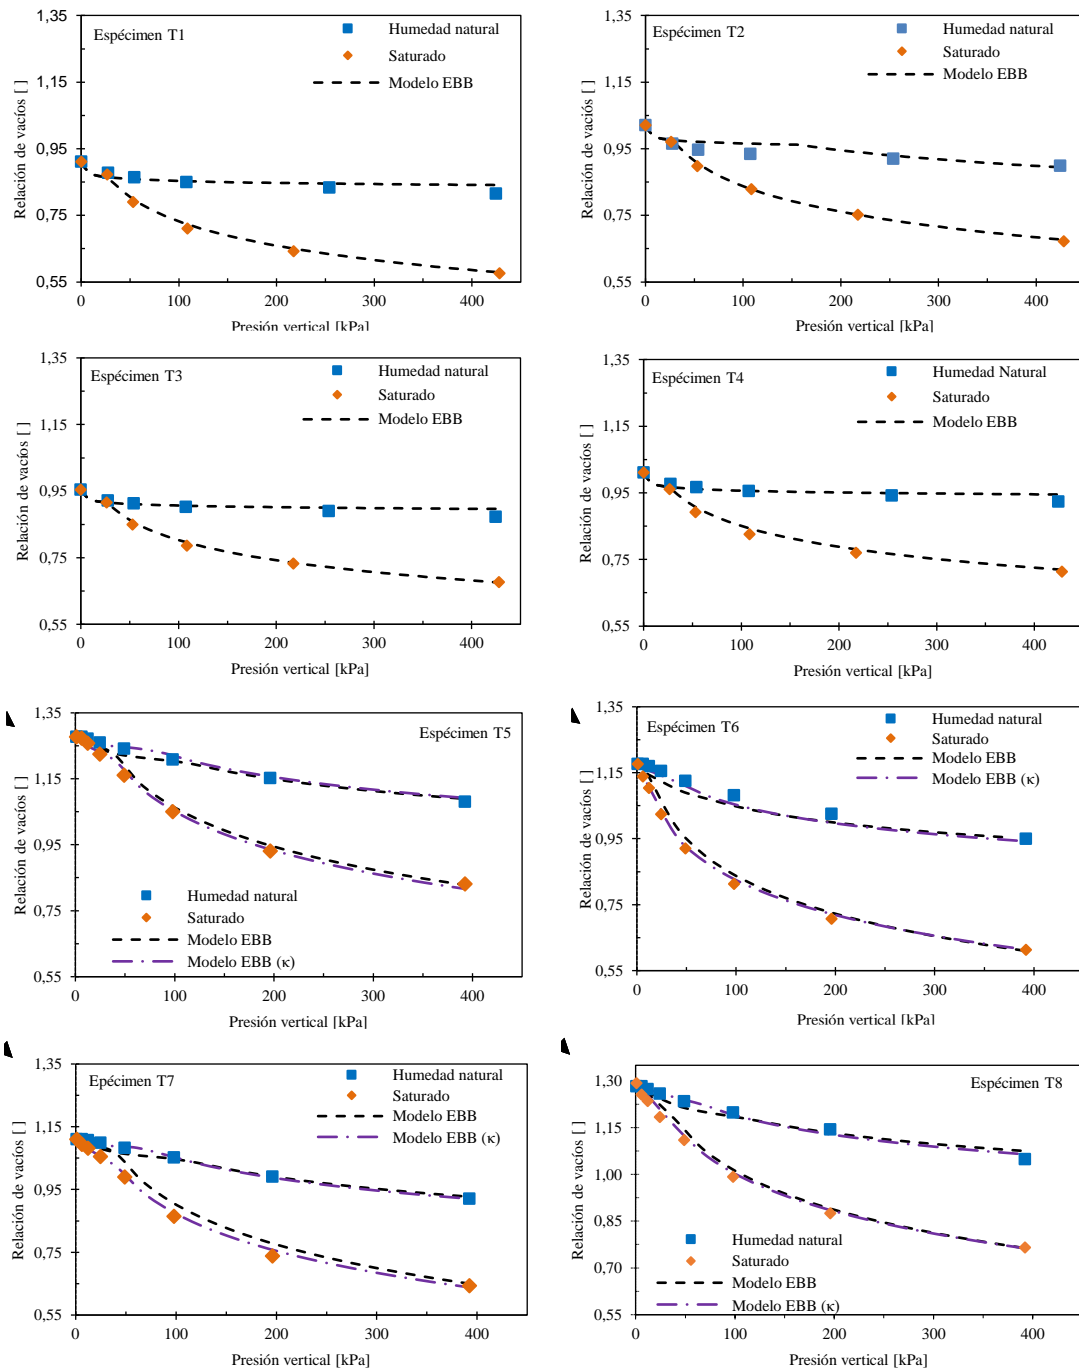 Espécimen T1
Humedad natural
Saturado
Modelo EBB
Relación de vacíos [ ]
1,35
1,15
0,95
0,75
0,55
0 100 200 300 400
Presión vertical [kPa]
Espécimen T2
Humedad natural
Saturado
Modelo EBB
Relación de vaciós [ ]
1,35
1,15
0,95
0,75
0,55
0 100 200 300 400
Presión vertical [kPa]
Espécimen T3
Humedad natural
Saturado
Modelo EBB
Relación de vacíos [ ]
1,35
1,15
0,95
0,75
0,55
0 100 200 300 400
Presión vertical [kPa]
Espécimen T4
Humedad Natural
Saturado
Modelo EBB
Relación de vacíos [ ]
1,35
1,15
0,95
0,75
0,55
0 100 200 300 400
Presión vertical [kPa]
Espécimen T5
Humedad natural
Saturado
Modelo EBB
Modelo EBB (κ)
Relación de vacíos [ ]
1,35
1,15
0,95
0,75
0,55
0 100 200 300 400
Presión vertical [kPa]
Espécimen T6
Humedad natural
Saturado
Modelo EBB
Modelo EBB (κ)
Relación de vacíos [ ]
1,35
1,15
0,95
0,75
0,55
0 100 200 300 400
Presión vertical [kPa]
Epécimen T7
Humedad natural
Saturado
Modelo EBB
Modelo EBB (κ)
Relación de vacíos [ ]
1,35
1,15
0,95
0,75
0,55
0 100 200 300 400
Presión vertical [kPa]
Espécimen T8
Humedad natural
Saturado
Modelo EBB
Modelo EBB (κ)
Relación de vacíos [ ]
1,30
1,15
1,00
0,85
0,70
0,55
0 100 200 300 400
Presión vertical [kPa]